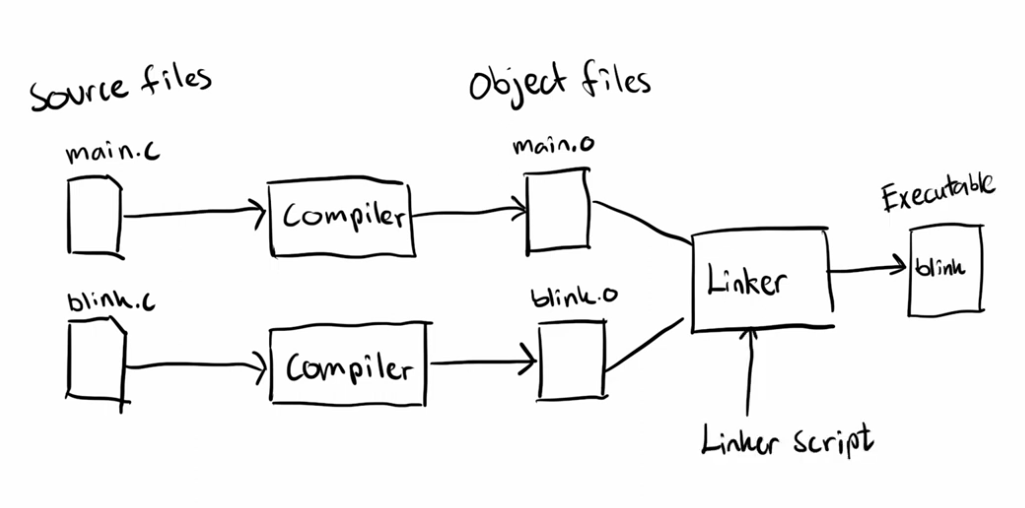 Source files
Object files
main.c
main.o
Compiler
Executable
Linker
blink
blink.c
blink.o
Compiler
Linker script